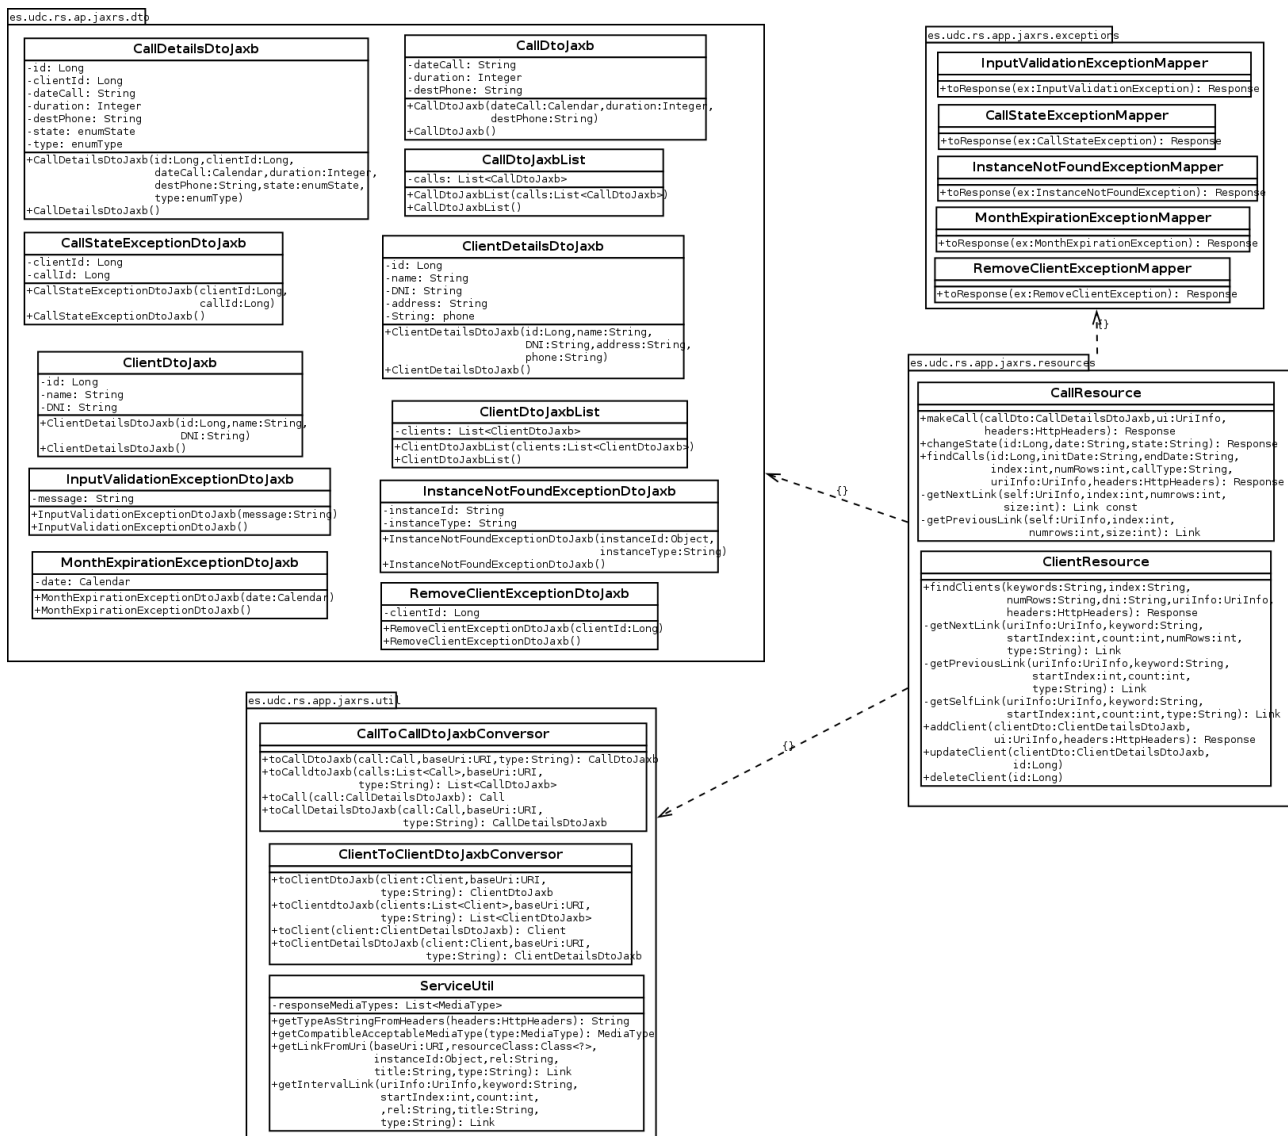 es.udc.rs.ap.jaxrs.dto
CallDetailsDtoJaxb
-id: Long
-clientId: Long
-dateCall: String
-duration: Integer
-destPhone: String
-state: enumState
-type: enumType
+CallDetailsDtoJaxb(id:Long,clientId:Long,
dateCall:Calendar,duration:Integer,
destPhone:String,state:enumState,
type:enumType)
+CallDetailsDtoJaxb()
CallDtoJaxb
-dateCall: String
-duration: Integer
-destPhone: String
+CallDtoJaxb(dateCall:Calendar,duration:Integer,
destPhone:String)
+CallDtoJaxb()
CallDtoJaxbList
-calls: List<CallDtoJaxb>
+CallDtoJaxbList(calls:List<CallDtoJaxb>)
+CallDtoJaxbList()
CallStateExceptionDtoJaxb
-clientId: Long
-callId: Long
+CallStateExceptionDtoJaxb(clientId:Long,
callId:Long)
+CallStateExceptionDtoJaxb()
ClientDetailsDtoJaxb
-id: Long
-name: String
-DNI: String
-address: String
-String: phone
+ClientDetailsDtoJaxb(id:Long,name:String,
DNI:String,address:String,
phone:String)
+ClientDetailsDtoJaxb()
ClientDtoJaxb
-id: Long
-name: String
-DNI: String
+ClientDetailsDtoJaxb(id:Long,name:String,
DNI:String)
+ClientDetailsDtoJaxb()
ClientDtoJaxbList
-clients: List<ClientDtoJaxb>
+ClientDtoJaxbList(clients:List<ClientDtoJaxb>)
+ClientDtoJaxbList()
InputValidationExceptionDtoJaxb
-message: String
+InputValidationExceptionDtoJaxb(message:String)
+InputValidationExceptionDtoJaxb()
InstanceNotFoundExceptionDtoJaxb
-instanceId: String
-instanceType: String
+InstanceNotFoundExceptionDtoJaxb(instanceId:Object,
instanceType:String)
+InstanceNotFoundExceptionDtoJaxb()
MonthExpirationExceptionDtoJaxb
-date: Calendar
+MonthExpirationExceptionDtoJaxb(date:Calendar)
+MonthExpirationExceptionDtoJaxb()
RemoveClientExceptionDtoJaxb
-clientId: Long
+RemoveClientExceptionDtoJaxb(clientId:Long)
+RemoveClientExceptionDtoJaxb()
es.udc.rs.app.jaxrs.exceptions
InputValidationExceptionMapper
+toResponse(ex:InputValidationException): Response
CallStateExceptionMapper
+toResponse(ex:CallStateException): Response
InstanceNotFoundExceptionMapper
+toResponse(ex:InstanceNotFoundException): Response
MonthExpirationExceptionMapper
+toResponse(ex:MonthExpirationException): Response
RemoveClientExceptionMapper
+toResponse(ex:RemoveClientException): Response
{}
es.udc.rs.app.jaxrs.resources
CallResource
+makeCall(callDto:CallDetailsDtoJaxb,ui:UriInfo,
headers:HttpHeaders): Response
+changeState(id:Long,date:String,state:String): Response
+findCalls(id:Long,initDate:String,endDate:String,
index:int,numRows:int,callType:String,
uriInfo:UriInfo,headers:HttpHeaders): Response
-getNextLink(self:UriInfo,index:int,numrows:int,
size:int): Link const
-getPreviousLink(self:UriInfo,index:int,
numrows:int,size:int): Link
ClientResource
+findClients(keywords:String,index:String,
numRows:String,dni:String,uriInfo:UriInfo,
headers:HttpHeaders): Response
-getNextLink(uriInfo:UriInfo,keyword:String,
startIndex:int,count:int,numRows:int,
type:String): Link
-getPreviousLink(uriInfo:UriInfo,keyword:String,
startIndex:int,count:int,
type:String): Link
-getSelfLink(uriInfo:UriInfo,keyword:String,
startIndex:int,count:int,type:String): Link
+addClient(clientDto:ClientDetailsDtoJaxb,
ui:UriInfo,headers:HttpHeaders): Response
+updateClient(clientDto:ClientDetailsDtoJaxb,
id:Long)
+deleteClient(id:Long)
{}
{}
es.udc.rs.app.jaxrs.util
CallToCallDtoJaxbConversor
+toCallDtoJaxb(call:Call,baseUri:URI,type:String): CallDtoJaxb
+toCalldtoJaxb(calls:List<Call>,baseUri:URI,
type:String): List<CallDtoJaxb>
+toCall(call:CallDetailsDtoJaxb): Call
+toCallDetailsDtoJaxb(call:Call,baseUri:URI,
type:String): CallDetailsDtoJaxb
ClientToClientDtoJaxbConversor
+toClientDtoJaxb(client:Client,baseUri:URI,
type:String): ClientDtoJaxb
+toClientdtoJaxb(clients:List<Client>,baseUri:URI,
type:String): List<ClientDtoJaxb>
+toClient(client:ClientDetailsDtoJaxb): Client
+toClientDetailsDtoJaxb(client:Client,baseUri:URI,
type:String): ClientDetailsDtoJaxb
ServiceUtil
-responseMediaTypes: List<MediaType>
+getTypeAsStringFromHeaders(headers:HttpHeaders): String
+getCompatibleAcceptableMediaType(type:MediaType): MediaType
+getLinkFromUri(baseUri:URI,resourceClass:Class<?>,
instanceId:Object,rel:String,
title:String,type:String): Link
+getIntervalLink(uriInfo:UriInfo,keyword:String,
startIndex:int,count:int,
,rel:String,title:String,
type:String): Link